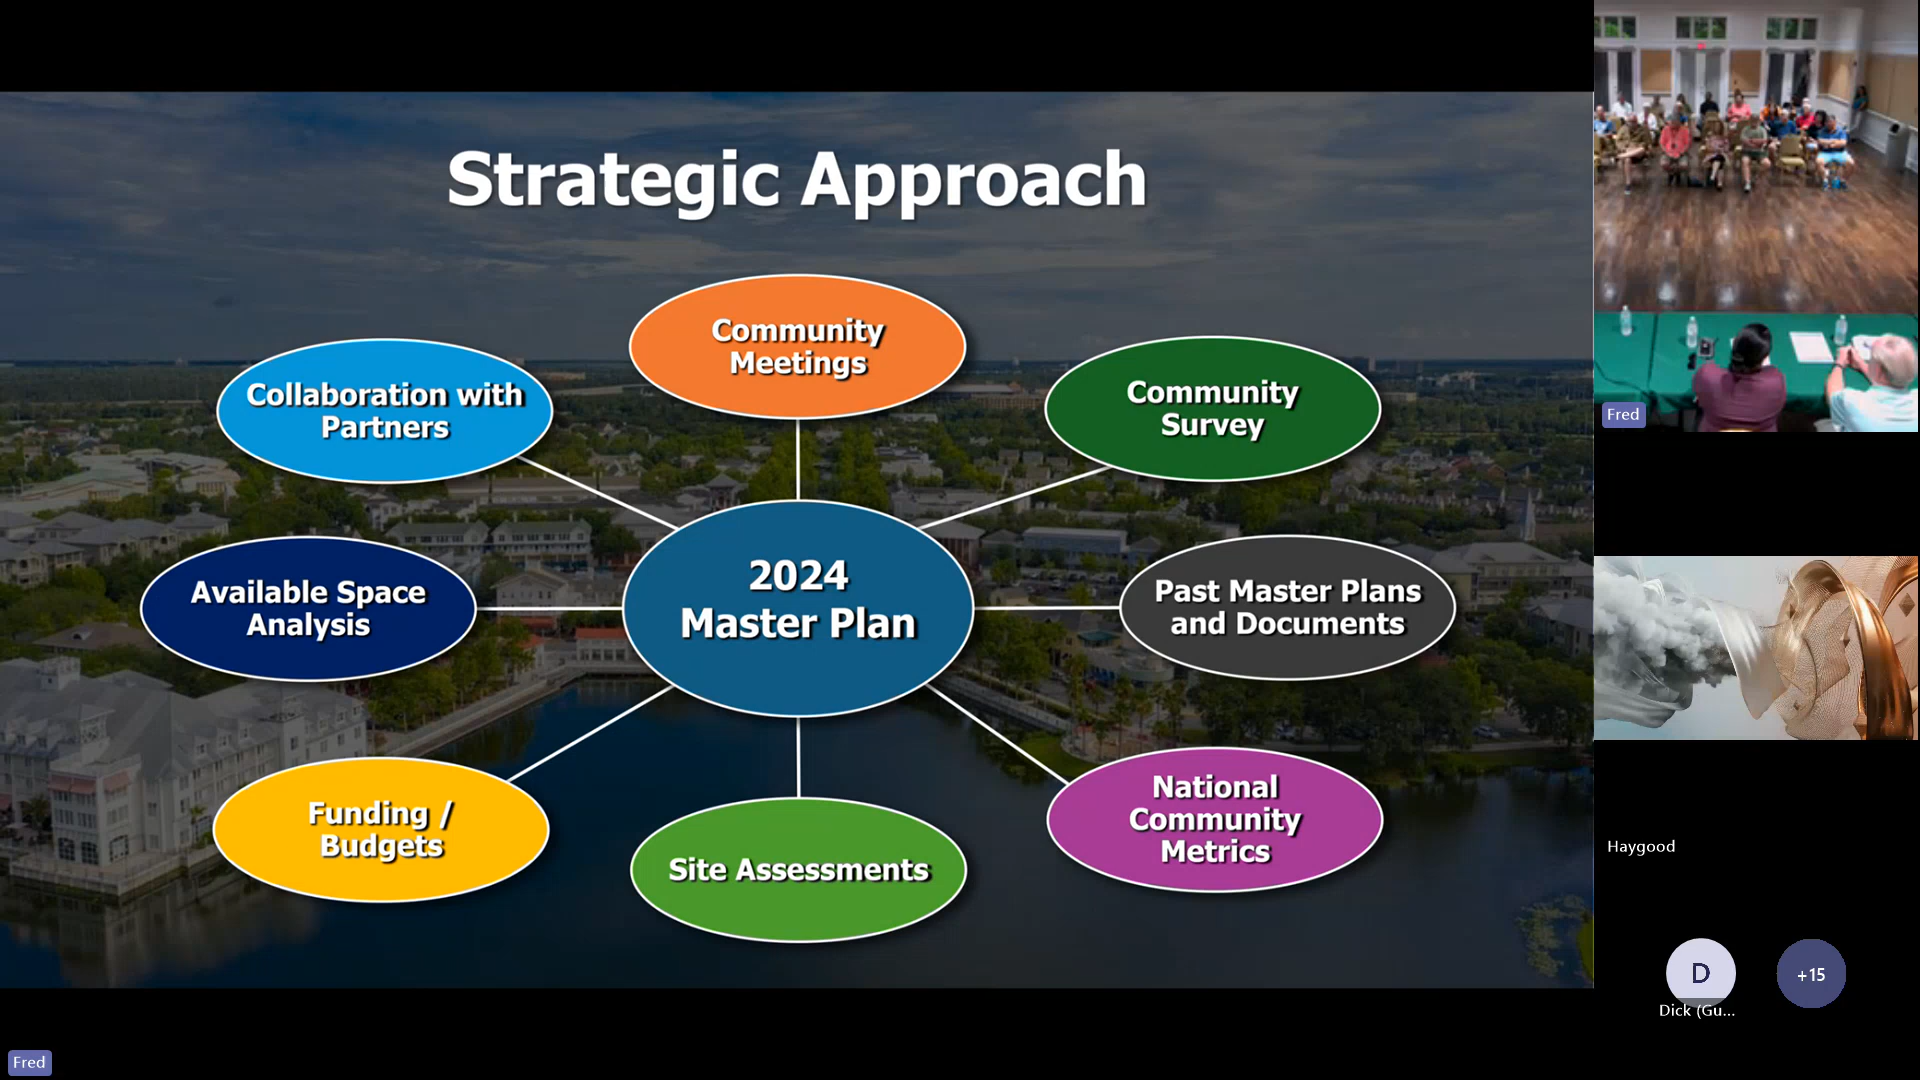 Strategic Approach
Community
Meetings
Collaboration with
Partners
Community
Survey
2024
Master Plan
Available Space
Analysis
Past Master Plans
and Documents
Funding /
Budgets
Site Assessments
National
Community
Metrics
Fred
Haygood
D
+15
Dick (Gu...
Fred